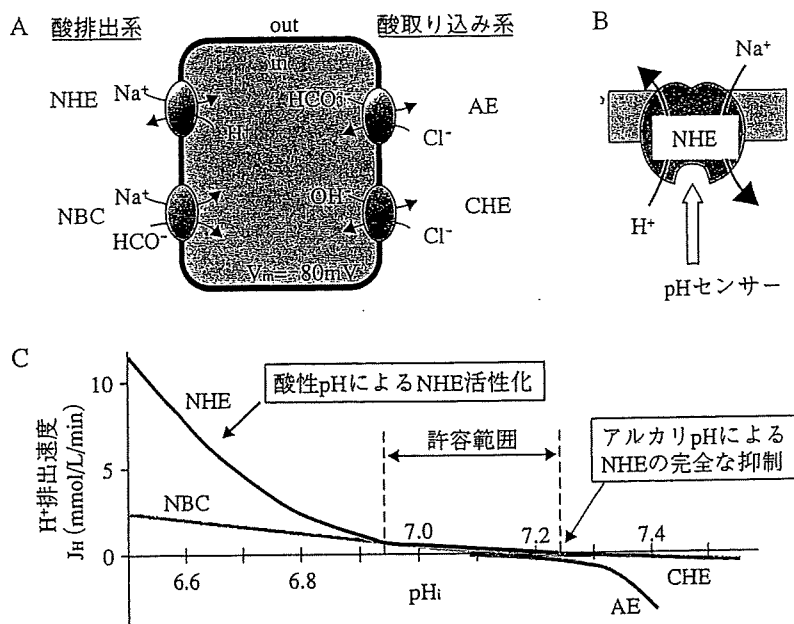 A
酸排出系
out
酸取り込み系
in
NHE
Na⁺
H⁺
HCO₃⁻
Cl⁻
AE
NBC
Na⁺
HCO⁻
OH⁻
Cl⁻
CHE
Vm=−80mV
B
Na⁺
NHE
H⁺
pHセンサー
C
H⁺排出速度
JH (mmol/L/min)
10
5
0
NHE
酸性pHによるNHE活性化
NBC
許容範囲
アルカリpHによる
NHEの完全な抑制
7.0
7.2
7.4
6.6
6.8
pHi
CHE
AE